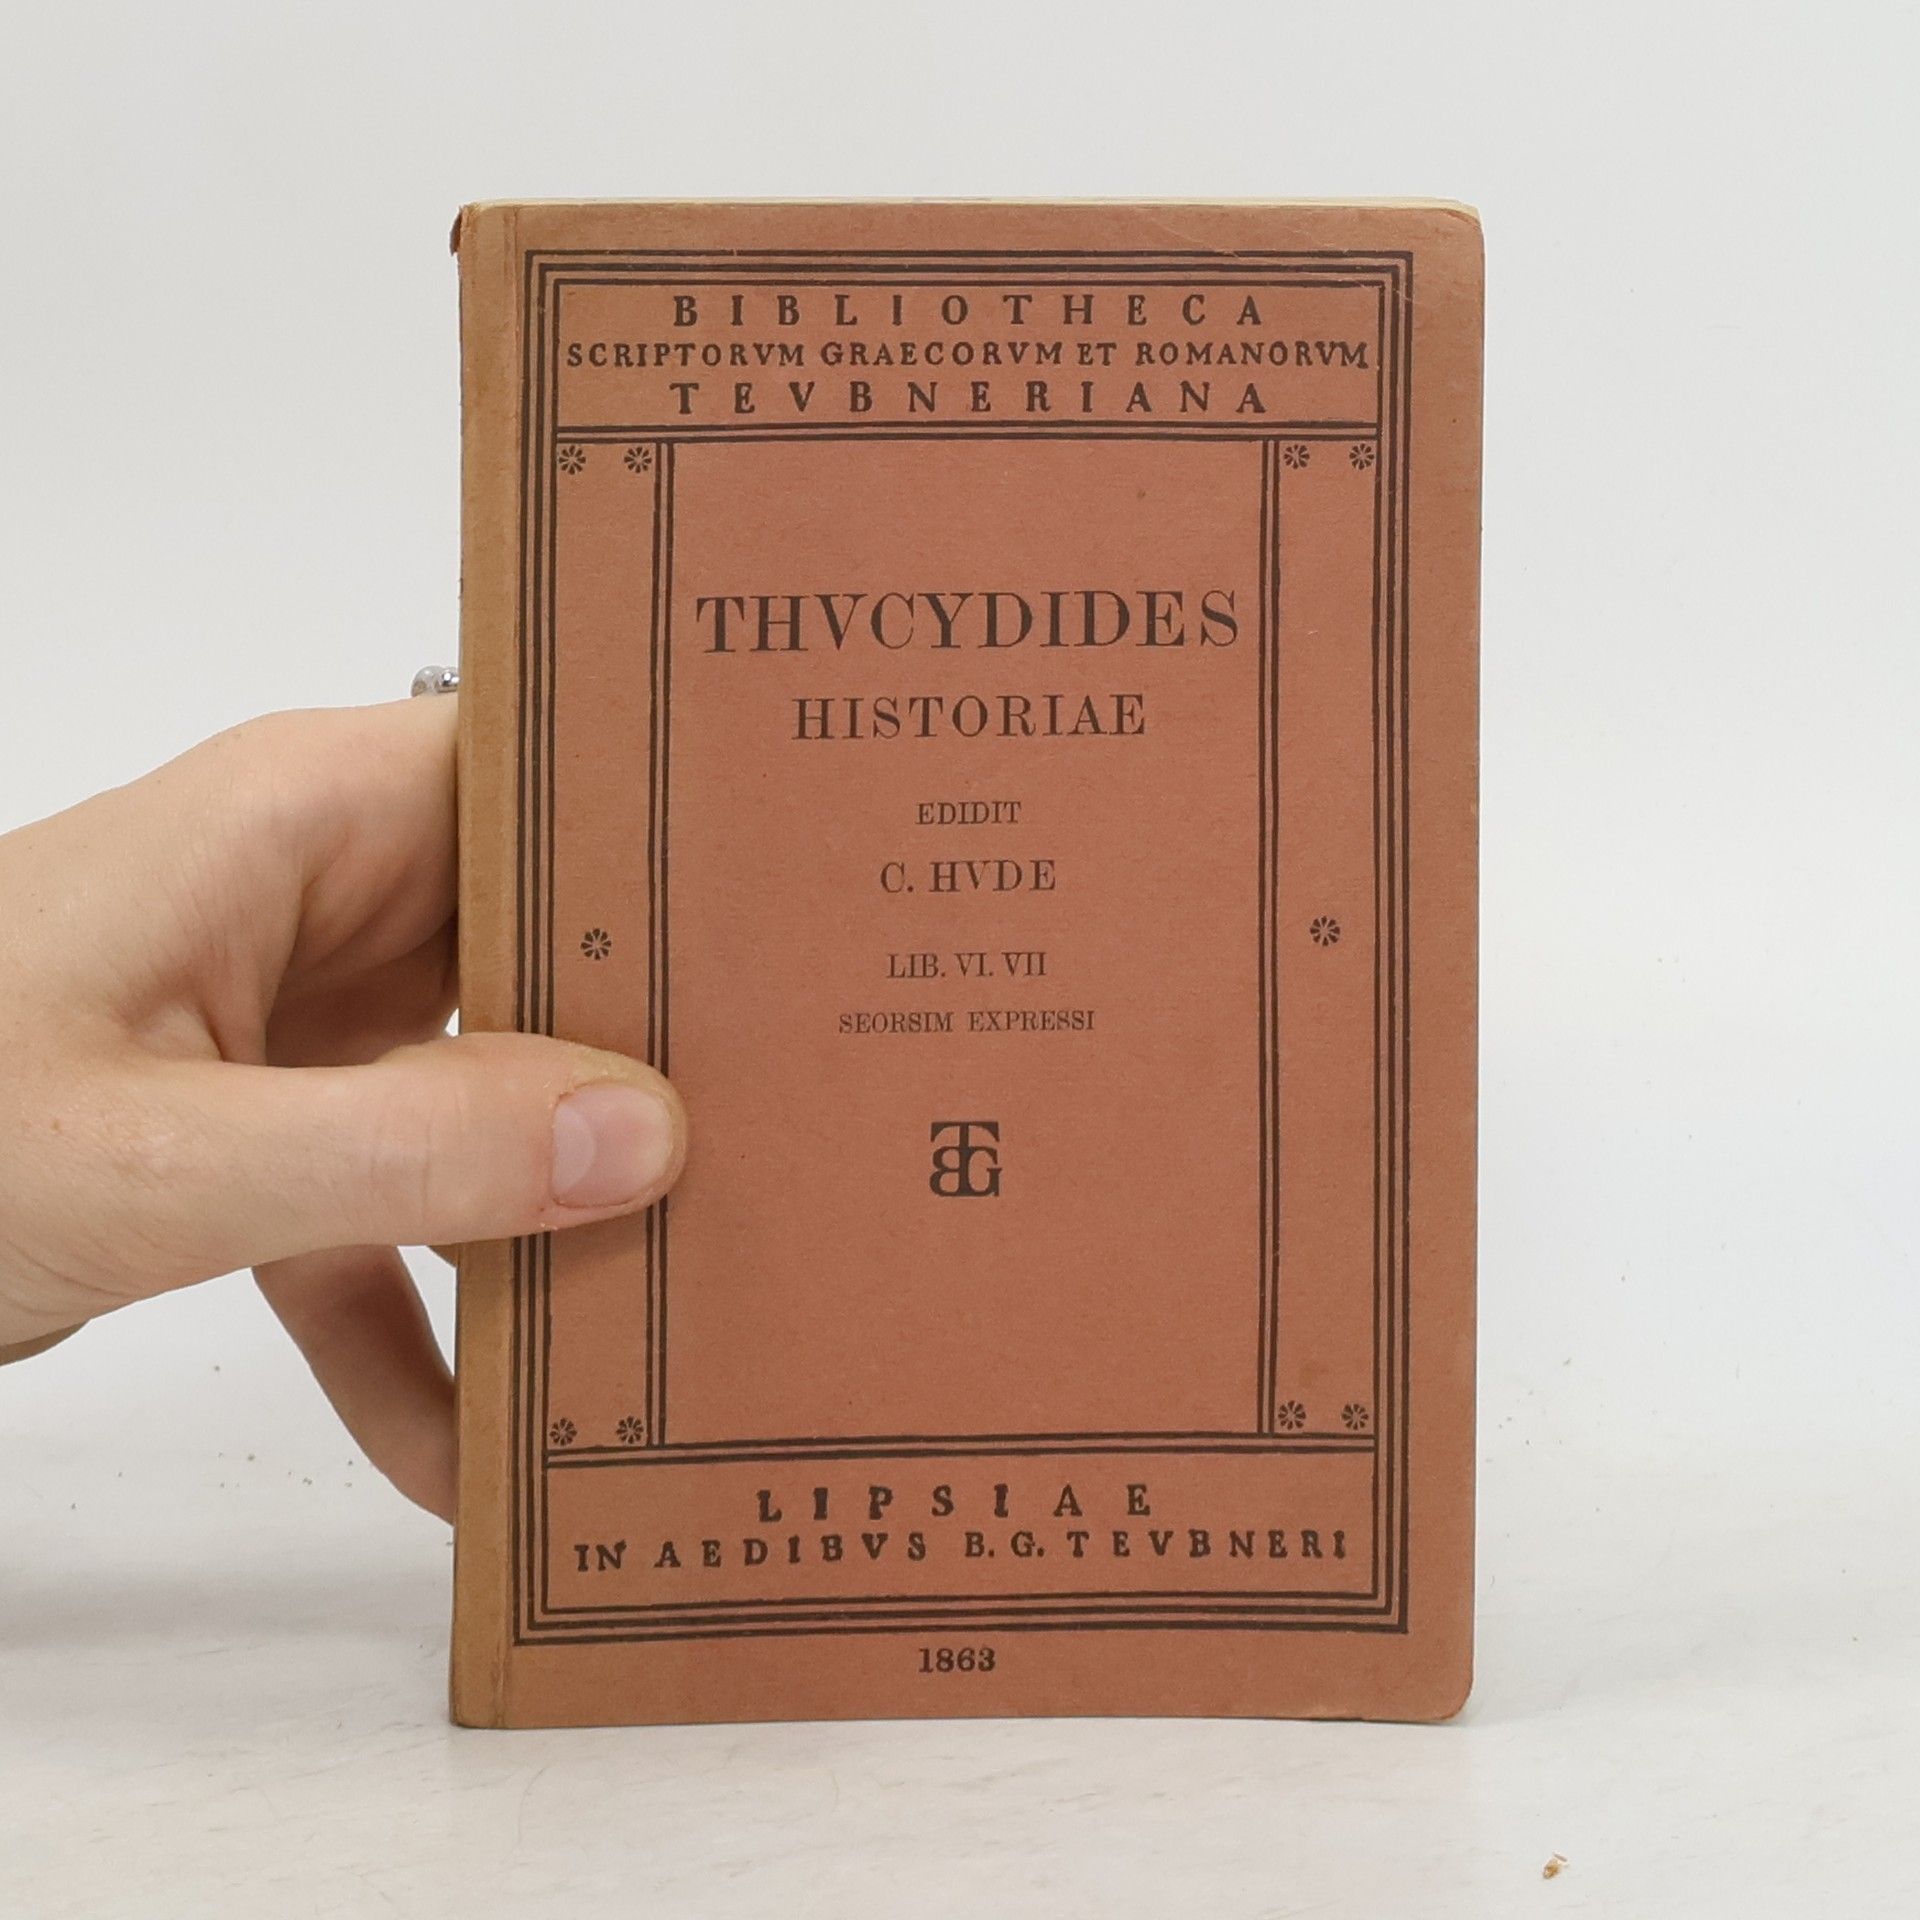 BIBLIOTHECA
SCRIPTORVM GRAECORVM ET ROMANORVM
TEVBNERIANA
THVCYDIDES
HISTORIAE
EDIDIT
C. HVDE
LIB. VI. VII
SEORSIM EXPRESSI
BTG
LIPSIAE
IN AEDIBVS B. G. TEVBNERI
1863